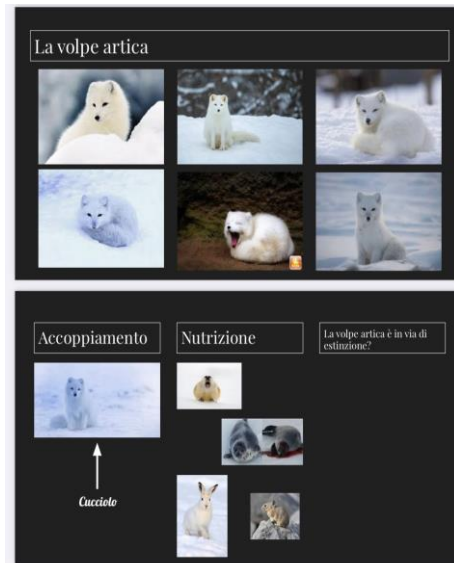 La volpe artica
Accoppiamento
Nutrizione
La volpe artica è in via di
estinzione?
Cucciolo